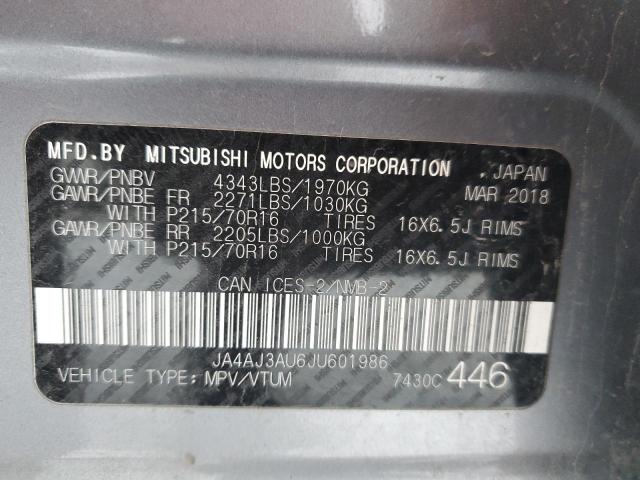 MFD.BY MITSUBISHI MOTORS CORPORATION .JAPAN
GVWR/PNBV 4343LBS/1970KG MAR 2018
GAWR/PNBE FR 2271LBS/1030KG
WITH P215/70R16 TIRES 16X6.5J RIMS
GAWR/PNBE RR 2205LBS/1000KG
WITH P215/70R16 TIRES 16X6.5J RIMS
CAN ICES-2/NMB-2
JA4AJ3AU6JU601986
VEHICLE TYPE: MPV/VTUM 7430C 446